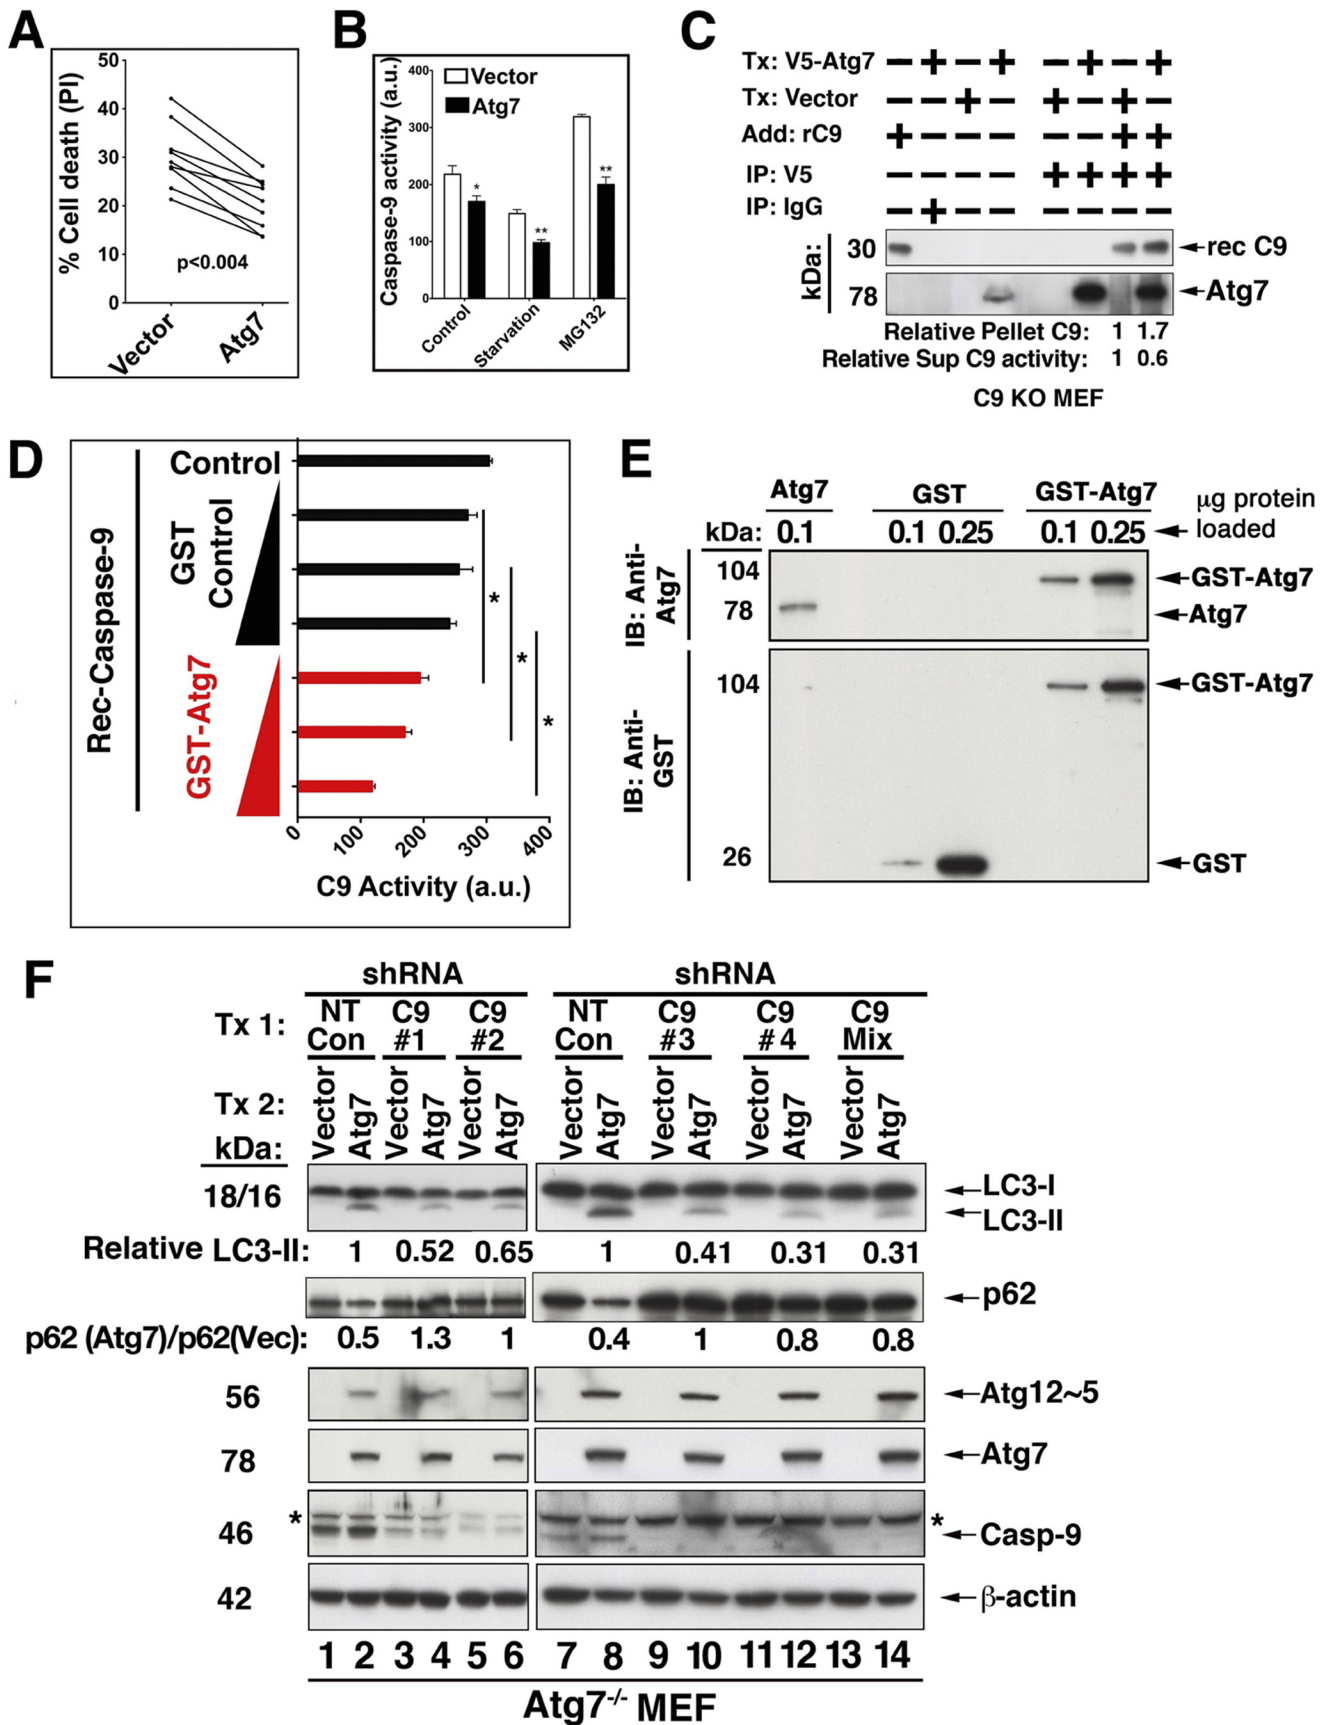 A
% Cell death (PI)
50
40
30
20
10
0
p<0.004
Vector
Atg7
B
Caspase-9 activity (a.u.)
400
300
200
100
0
Vector
Atg7
*
**
**
Control
Starvation
MG132
C
Tx: V5-Atg7 — + — + — + — +
Tx: Vector — — + — + — + —
Add: rC9 + — — — — — + +
IP: V5 — — — — + + + +
IP: IgG — + — — — — — —
kDa:
30
rec C9
78
Atg7
Relative Pellet C9: 1 1.7
Relative Sup C9 activity: 1 0.6
C9 KO MEF
D
Rec-Caspase-9
Control
GST
Control
GST-Atg7
*
*
*
0 100 200 300 400
C9 Activity (a.u.)
E
Atg7 GST GST-Atg7
µg protein
loaded
kDa: 0.1 0.1 0.25 0.1 0.25
IB: Anti-
Atg7
104
GST-Atg7
78
Atg7
IB: Anti-
GST
104
GST-Atg7
26
GST
F
shRNA shRNA
Tx 1:
NT C9 C9 NT C9 C9 C9
Con #1 #2 Con #3 #4 Mix
Tx 2:
Vector Atg7 Vector Atg7 Vector Atg7 Vector Atg7 Vector Atg7 Vector Atg7 Vector Atg7
kDa:
18/16
LC3-I
LC3-II
Relative LC3-II: 1 0.52 0.65 1 0.41 0.31 0.31
p62
p62 (Atg7)/p62(Vec): 0.5 1.3 1 0.4 1 0.8 0.8
56
Atg12~5
78
Atg7
* *
46
Casp-9
42
β-actin
1 2 3 4 5 6 7 8 9 10 11 12 13 14
Atg7-/- MEF